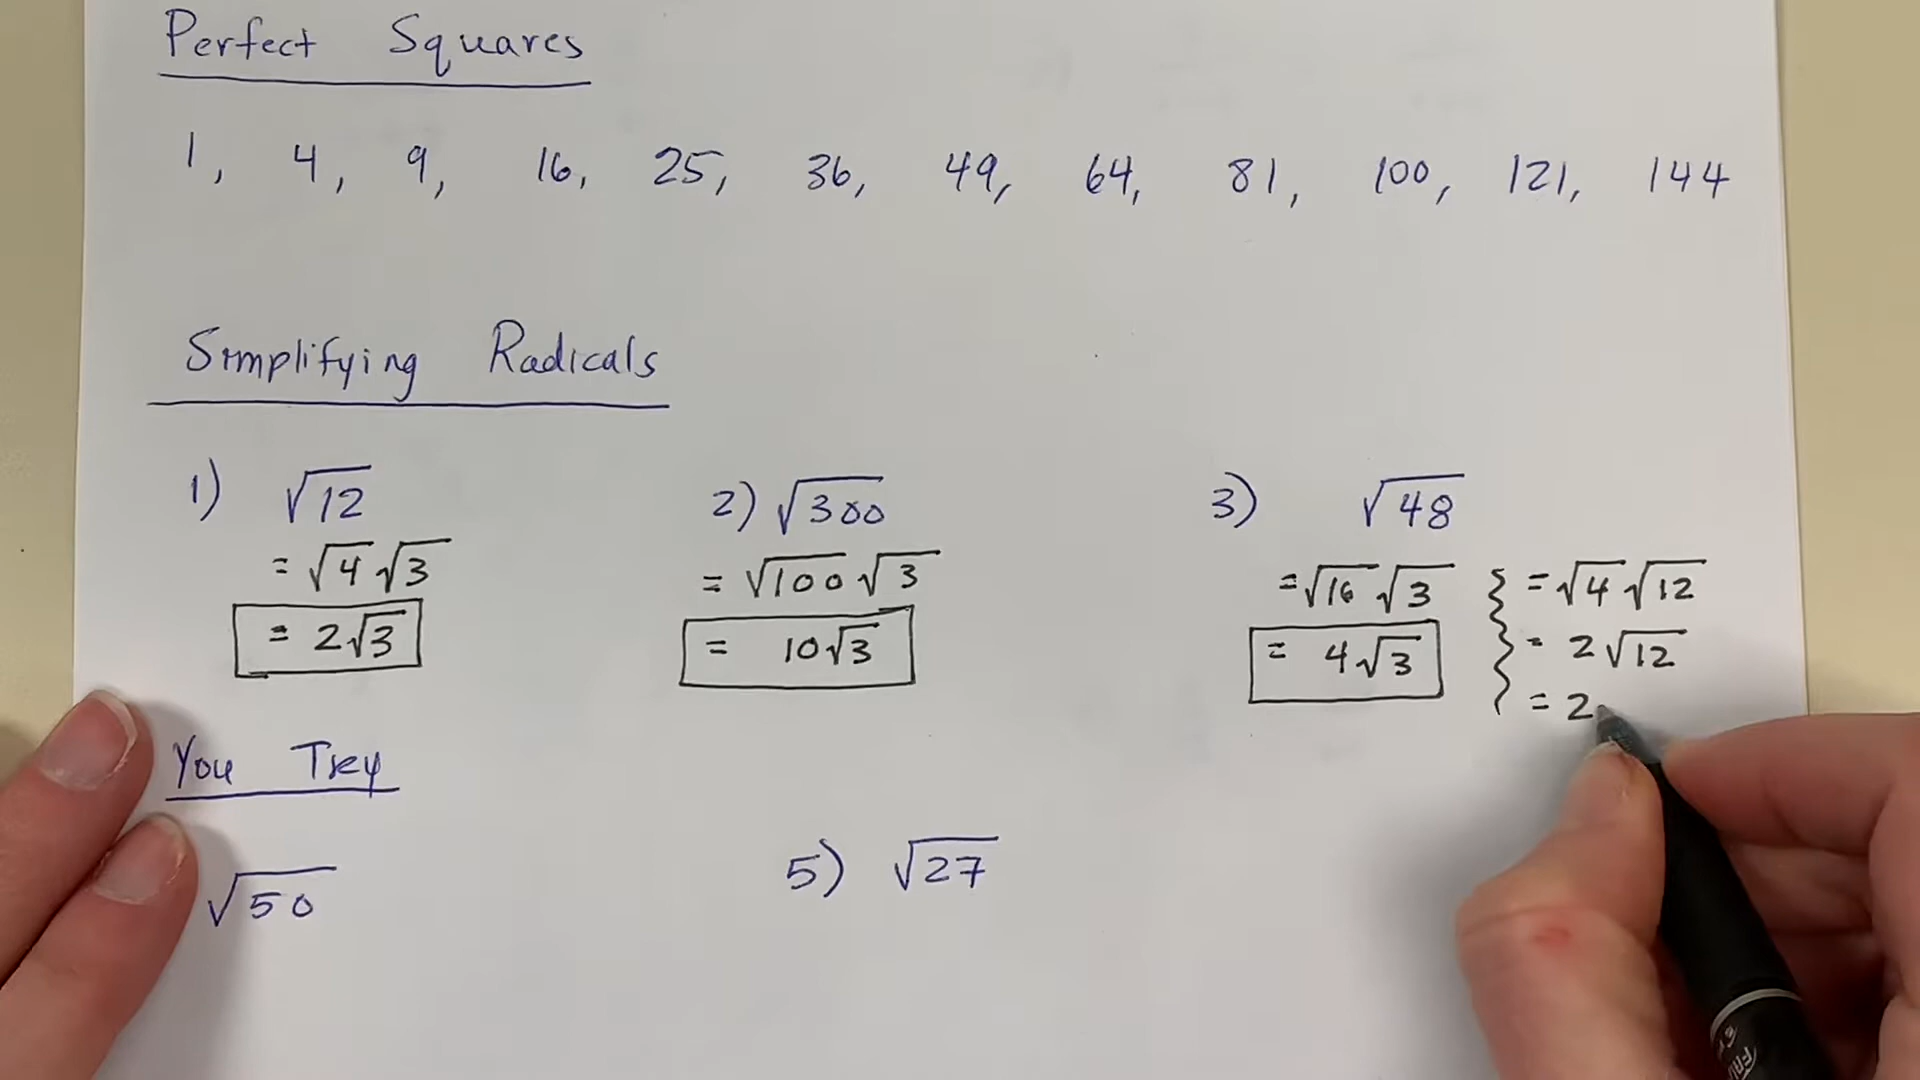 Perfect Squares
1, 4, 9, 16, 25, 36, 49, 64, 81, 100, 121, 144
Simplifying Radicals
1) √12
= √4 √3
= 2√3
2) √300
= √100 √3
= 10√3
3) √48
= √16 √3
= 4√3
= √4 √12
= 2√12
= 2
You Try
√50
5) √27